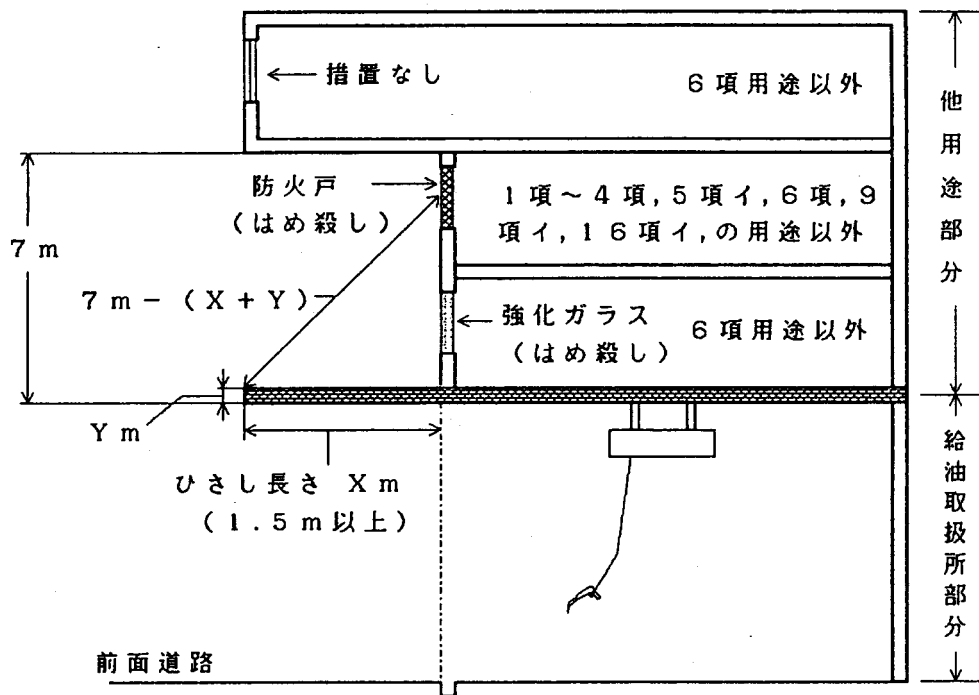 措置なし
6項用途以外
他用途部分
防火戸
（はめ殺し）
1項～4項,5項イ,6項,9
項イ,16項イ,の用途以外
7m
7m－（X＋Y）
強化ガラス
（はめ殺し）
6項用途以外
Ym
ひさし長さ Xm
（1.5m以上）
給油取扱所部分
前面道路